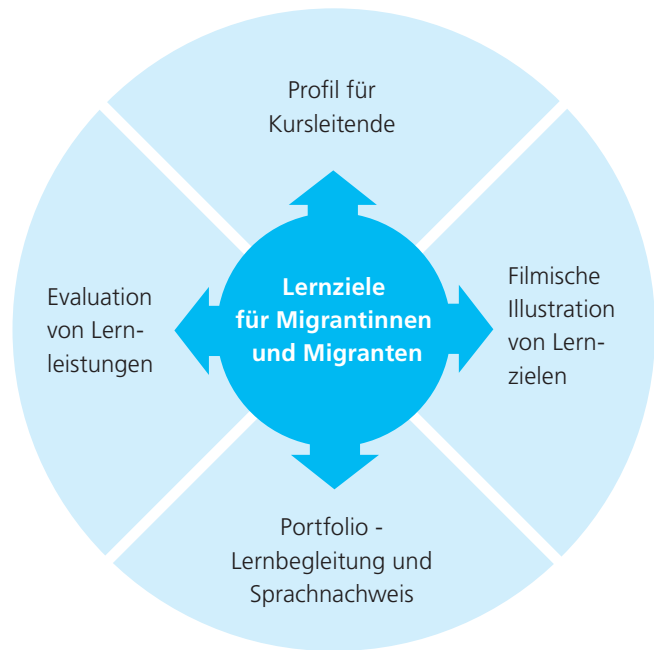 Profil für
Kursleitende
Evaluation
von Lern-
leistungen
Lernziele
für Migrantinnen
und Migranten
Filmische
Illustration
von Lern-
zielen
Portfolio -
Lernbegleitung und
Sprachnachweis